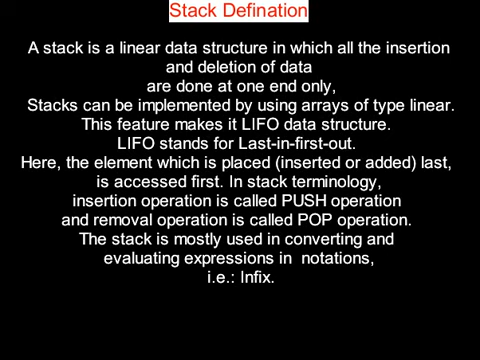 Stack Defination
A stack is a linear data structure in which all the insertion
and deletion of data
are done at one end only,
Stacks can be implemented by using arrays of type linear.
This feature makes it LIFO data structure.
LIFO stands for Last-in-first-out.
Here, the element which is placed (inserted or added) last,
is accessed first. In stack terminology,
insertion operation is called PUSH operation
and removal operation is called POP operation.
The stack is mostly used in converting and
evaluating expressions in notations,
i.e.: Infix.